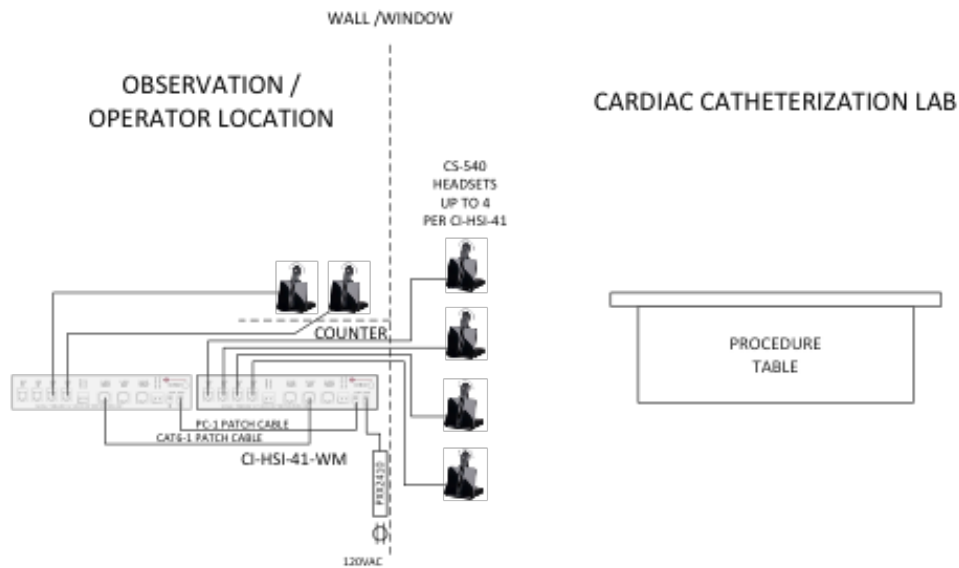 WALL /WINDOW
OBSERVATION /
OPERATOR LOCATION
CARDIAC CATHETERIZATION LAB
CS-540
HEADSETS
UP TO 4
PER CI-HSI-41
COUNTER
PROCEDURE
TABLE
PC-1 PATCH CABLE
CAT6-1 PATCH CABLE
CI-HSI-41-WM
PRX2410
120VAC